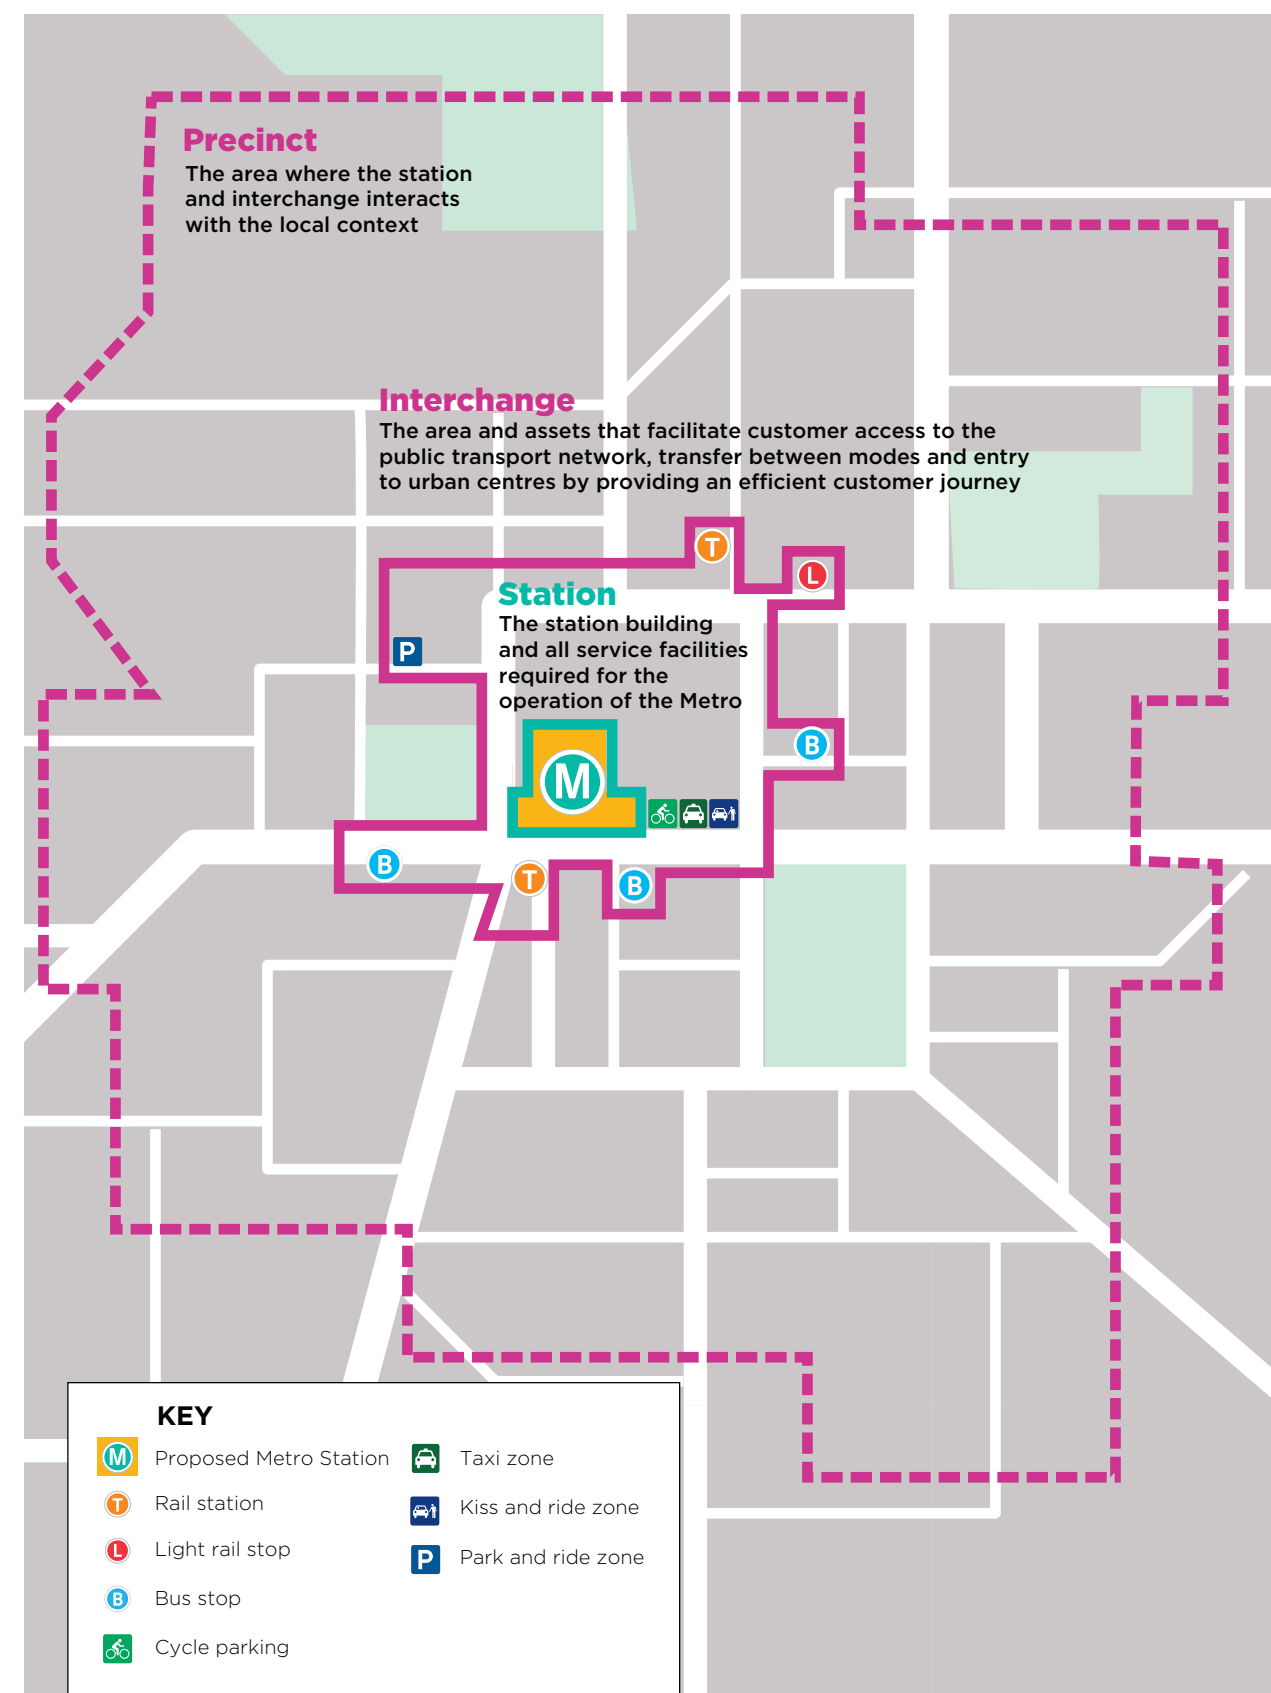 Precinct
The area where the station
and interchange interacts
with the local context
Interchange
The area and assets that facilitate customer access to the
public transport network, transfer between modes and entry
to urban centres by providing an efficient customer journey
T
L
Station
The station building
and all service facilities
required for the
operation of the Metro
P
B
M
B
T
B
KEY
M Proposed Metro Station
T Rail station
L Light rail stop
B Bus stop
Cycle parking
Taxi zone
Kiss and ride zone
P Park and ride zone